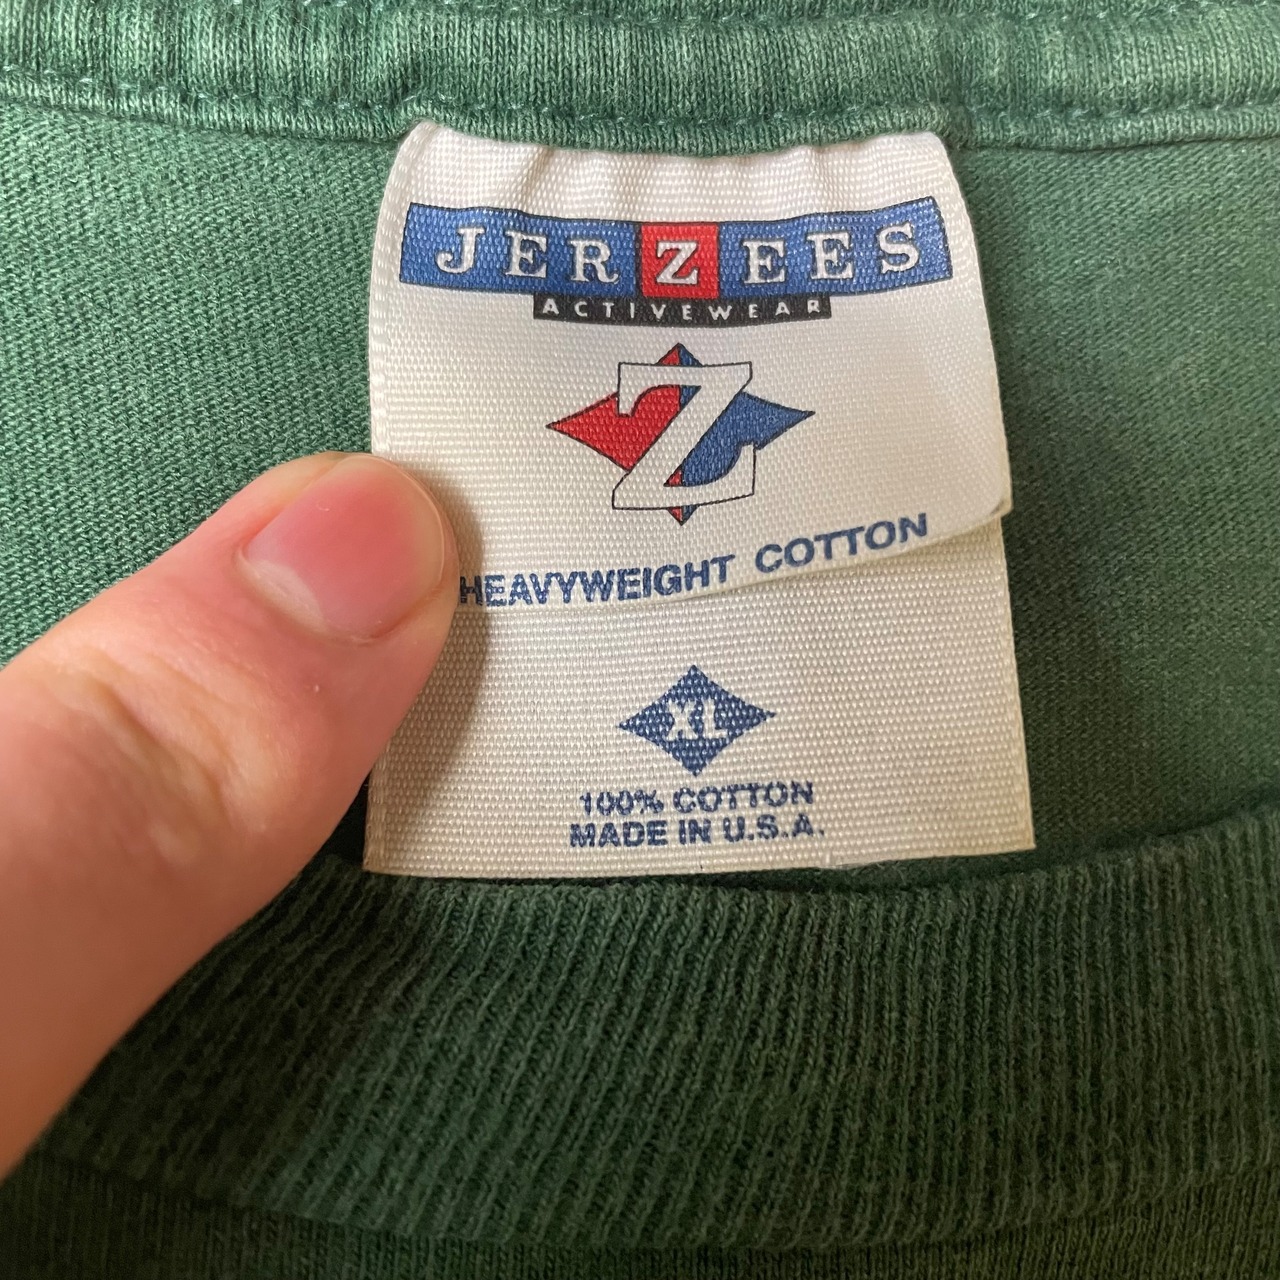 JERZEES
ACTIVEWEAR
Z
HEAVYWEIGHT COTTON
XL
100% COTTON
MADE IN U.S.A.